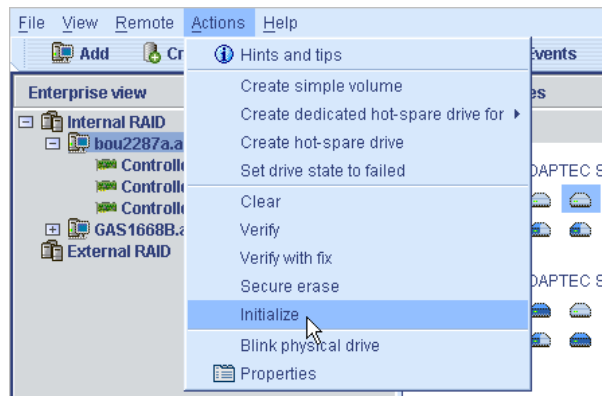 File View Remote Actions Help
Add
Hints and tips
Enterprise view
Create simple volume
Internal RAID
Create dedicated hot-spare drive for
bou2287a.a
Create hot-spare drive
Set drive state to failed
Clear
GAS1668B.
Verify
External RAID
Verify with fix
Secure erase
Initialize
Blink physical drive
Properties